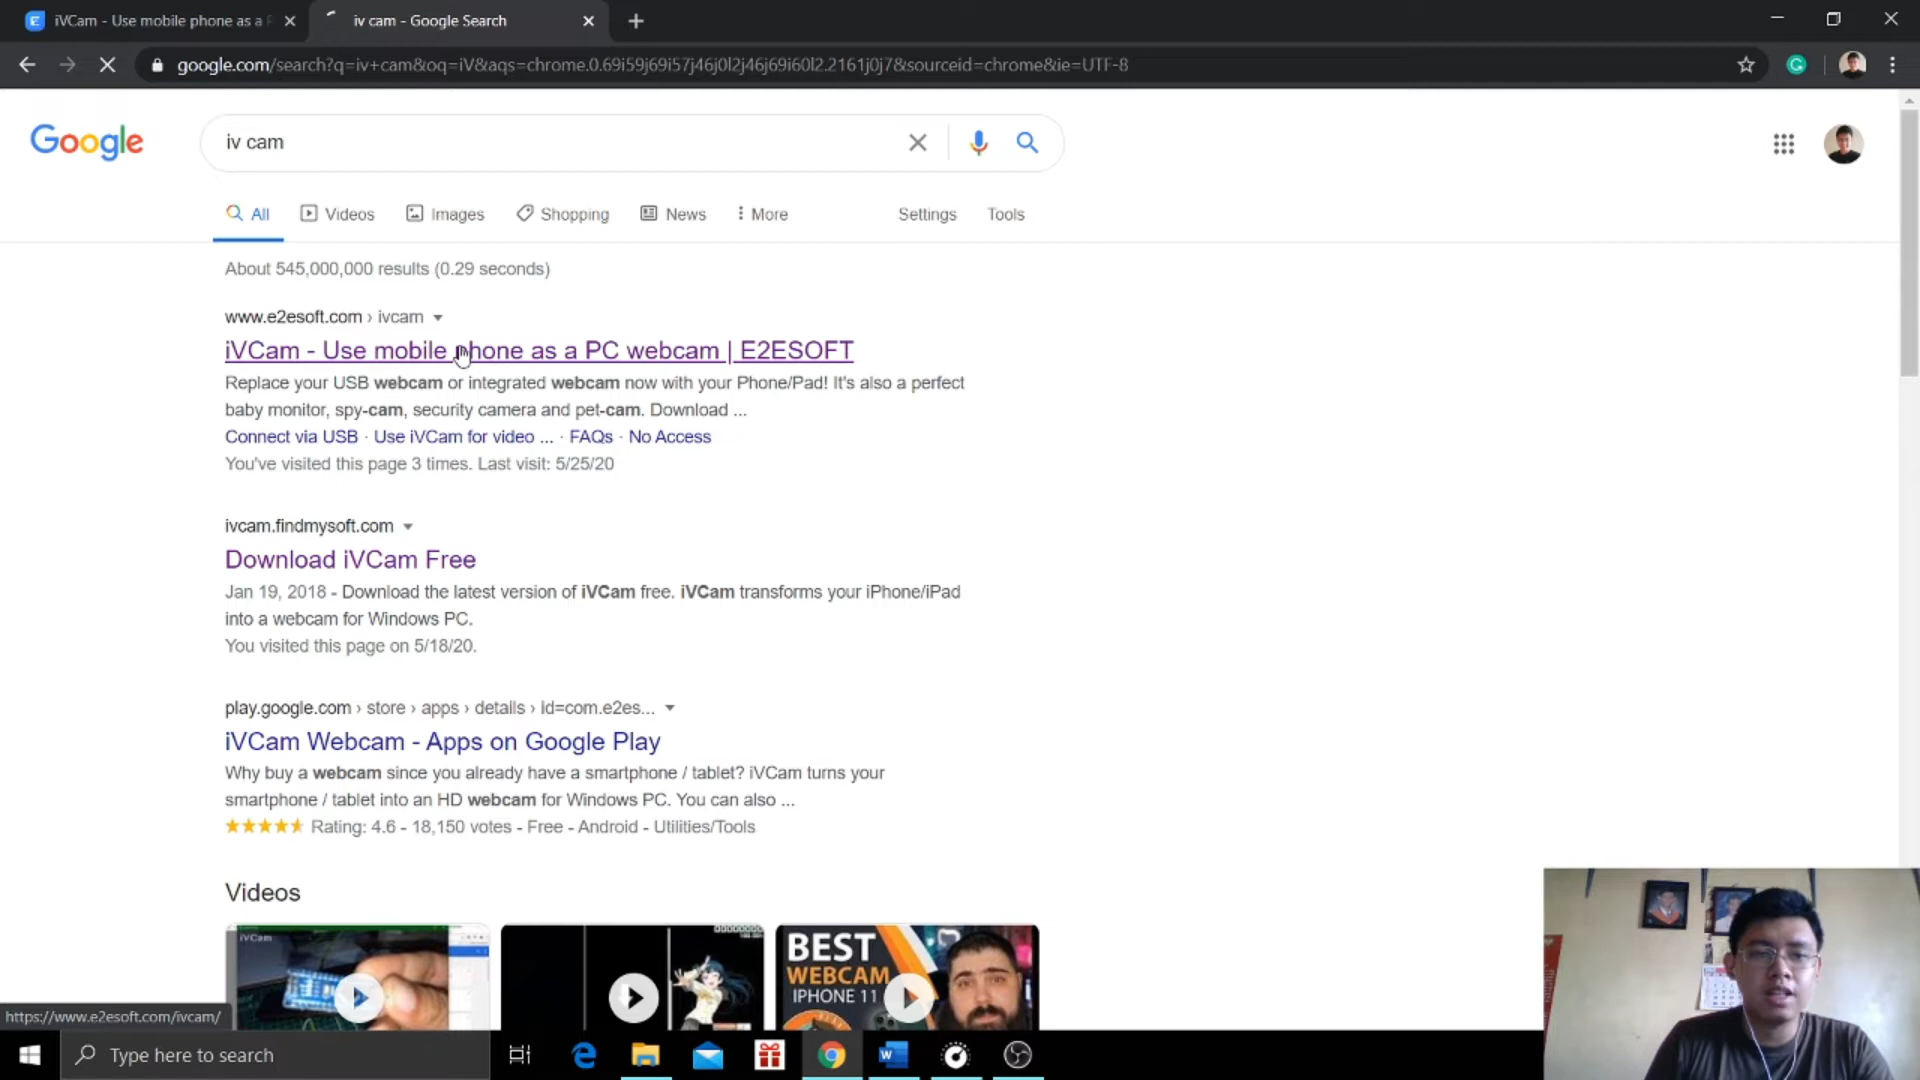 iVCam - Use mobile phone as a P
iv cam - Google Search
google.com/search?q=iv+cam&oq=iV&aqs=chrome.0.69i59j69i57j46j0l2j46j69i60l2.2161j0j7&sourceid=chrome&ie=UTF-8
Google
iv cam
All Videos Images Shopping News More Settings Tools
About 545,000,000 results (0.29 seconds)
www.e2esoft.com › ivcam
iVCam - Use mobile phone as a PC webcam | E2ESOFT
Replace your USB webcam or integrated webcam now with your Phone/Pad! It's also a perfect
baby monitor, spy-cam, security camera and pet-cam. Download ...
Connect via USB · Use iVCam for video ... · FAQs · No Access
You've visited this page 3 times. Last visit: 5/25/20
ivcam.findmysoft.com
Download iVCam Free
Jan 19, 2018 - Download the latest version of iVCam free. iVCam transforms your iPhone/iPad
into a webcam for Windows PC.
You visited this page on 5/18/20.
play.google.com › store › apps › details › id=com.e2es...
iVCam Webcam - Apps on Google Play
Why buy a webcam since you already have a smartphone / tablet? iVCam turns your
smartphone / tablet into an HD webcam for Windows PC. You can also ...
Rating: 4.6 - 18,150 votes - Free - Android - Utilities/Tools
Videos
iVCam
BEST
WEBCAM
IPHONE 11
https://www.e2esoft.com/ivcam/
Type here to search